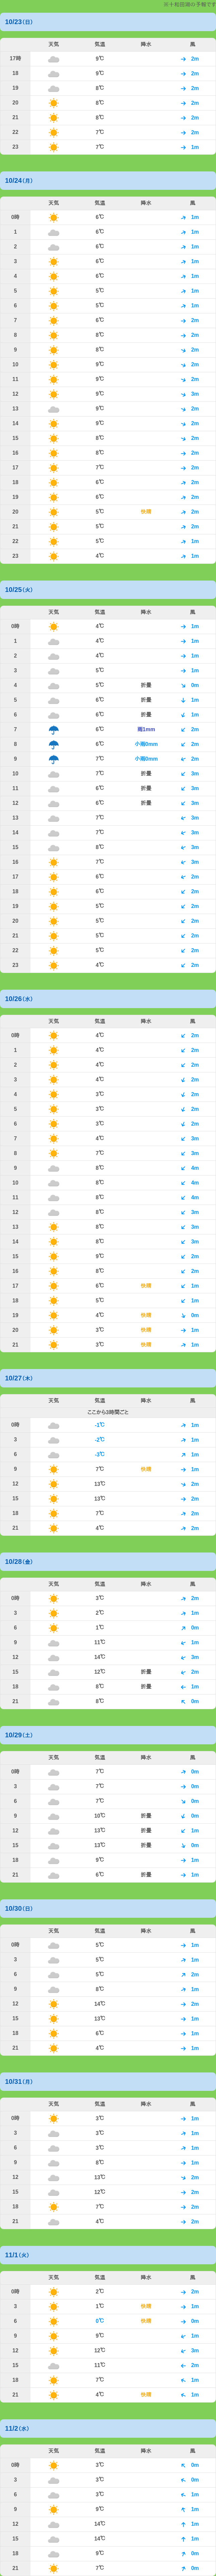 ※十和田湖の予報です
10/23(日)
天気 気温 降水 風
17時 9℃ 2m
18 9℃ 2m
19 8℃ 2m
20 8℃ 2m
21 8℃ 2m
22 7℃ 2m
23 7℃ 1m
10/24(月)
天気 気温 降水 風
0時 6℃ 1m
1 6℃ 1m
2 6℃ 1m
3 6℃ 1m
4 6℃ 1m
5 5℃ 1m
6 5℃ 1m
7 6℃ 2m
8 8℃ 2m
9 8℃ 2m
10 9℃ 2m
11 9℃ 2m
12 9℃ 3m
13 9℃ 2m
14 9℃ 2m
15 8℃ 2m
16 8℃ 2m
17 7℃ 2m
18 6℃ 2m
19 6℃ 2m
20 5℃ 快晴 2m
21 5℃ 2m
22 5℃ 1m
23 4℃ 1m
10/25(火)
天気 気温 降水 風
0時 4℃ 1m
1 4℃ 1m
2 4℃ 1m
3 5℃ 1m
4 5℃ 折畳 0m
5 6℃ 折畳 1m
6 6℃ 折畳 1m
7 6℃ 雨1mm 2m
8 6℃ 小雨0mm 2m
9 7℃ 小雨0mm 2m
10 7℃ 折畳 3m
11 6℃ 折畳 3m
12 6℃ 折畳 3m
13 7℃ 3m
14 7℃ 3m
15 8℃ 3m
16 7℃ 3m
17 6℃ 2m
18 6℃ 2m
19 5℃ 2m
20 5℃ 2m
21 5℃ 2m
22 5℃ 2m
23 4℃ 2m
10/26(水)
天気 気温 降水 風
0時 4℃ 2m
1 4℃ 2m
2 4℃ 2m
3 4℃ 2m
4 3℃ 2m
5 3℃ 2m
6 3℃ 2m
7 4℃ 3m
8 7℃ 3m
9 8℃ 4m
10 8℃ 4m
11 8℃ 4m
12 8℃ 3m
13 8℃ 3m
14 8℃ 3m
15 9℃ 2m
16 8℃ 2m
17 6℃ 快晴 1m
18 5℃ 1m
19 4℃ 快晴 0m
20 3℃ 快晴 1m
21 3℃ 快晴 1m
10/27(木)
天気 気温 降水 風
ここから3時間ごと
0時 -1℃ 1m
3 -2℃ 1m
6 -3℃ 1m
9 7℃ 快晴 1m
12 13℃ 2m
15 13℃ 2m
18 7℃ 2m
21 4℃ 2m
10/28(金)
天気 気温 降水 風
0時 3℃ 2m
3 2℃ 1m
6 1℃ 0m
9 11℃ 1m
12 14℃ 3m
15 12℃ 折畳 2m
18 8℃ 折畳 1m
21 8℃ 0m
10/29(土)
天気 気温 降水 風
0時 7℃ 0m
3 7℃ 0m
6 7℃ 0m
9 10℃ 折畳 0m
12 13℃ 折畳 1m
15 13℃ 折畳 0m
18 9℃ 1m
21 6℃ 折畳 1m
10/30(日)
天気 気温 降水 風
0時 5℃ 1m
3 5℃ 1m
6 5℃ 2m
9 8℃ 1m
12 14℃ 2m
15 13℃ 1m
18 6℃ 1m
21 4℃ 1m
10/31(月)
天気 気温 降水 風
0時 3℃ 1m
3 3℃ 1m
6 3℃ 1m
9 8℃ 1m
12 13℃ 2m
15 12℃ 2m
18 7℃ 2m
21 4℃ 2m
11/1(火)
天気 気温 降水 風
0時 2℃ 2m
3 1℃ 快晴 1m
6 0℃ 快晴 0m
9 9℃ 1m
12 12℃ 3m
15 11℃ 2m
18 7℃ 1m
21 4℃ 快晴 1m
11/2(水)
天気 気温 降水 風
0時 3℃ 0m
3 3℃ 0m
6 3℃ 1m
9 9℃ 1m
12 14℃ 1m
15 14℃ 1m
18 9℃ 0m
21 7℃ 0m